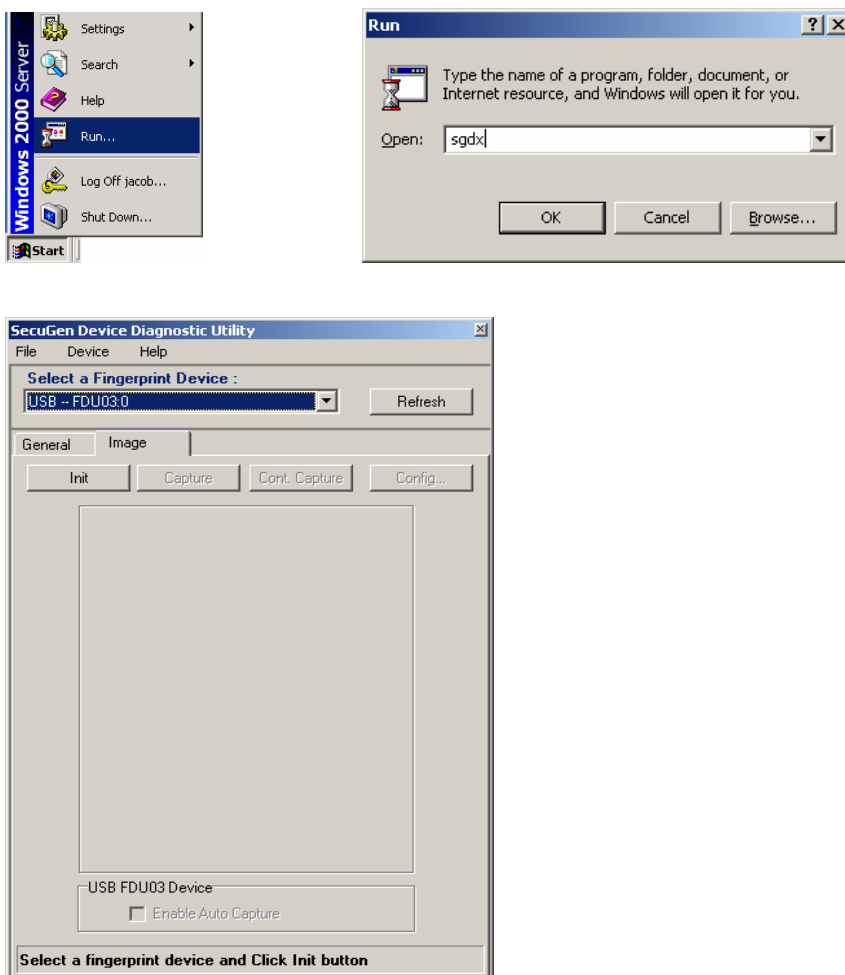 Windows 2000 Server
Settings
Search
Help
Run...
Log Off jacob...
Shut Down...
Start
Run
Type the name of a program, folder, document, or
Internet resource, and Windows will open it for you.
Open: sgdx
OK Cancel Browse...
SecuGen Device Diagnostic Utility
File Device Help
Select a Fingerprint Device :
USB -- FDU03:0 Refresh
General Image
Init Capture Cont. Capture Config...
USB FDU03 Device
Enable Auto Capture
Select a fingerprint device and Click Init button